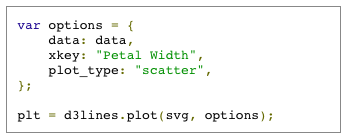 var options = {
    data: data,
    xkey: "Petal Width",
    plot_type: "scatter",
};

plt = d3lines.plot(svg, options);